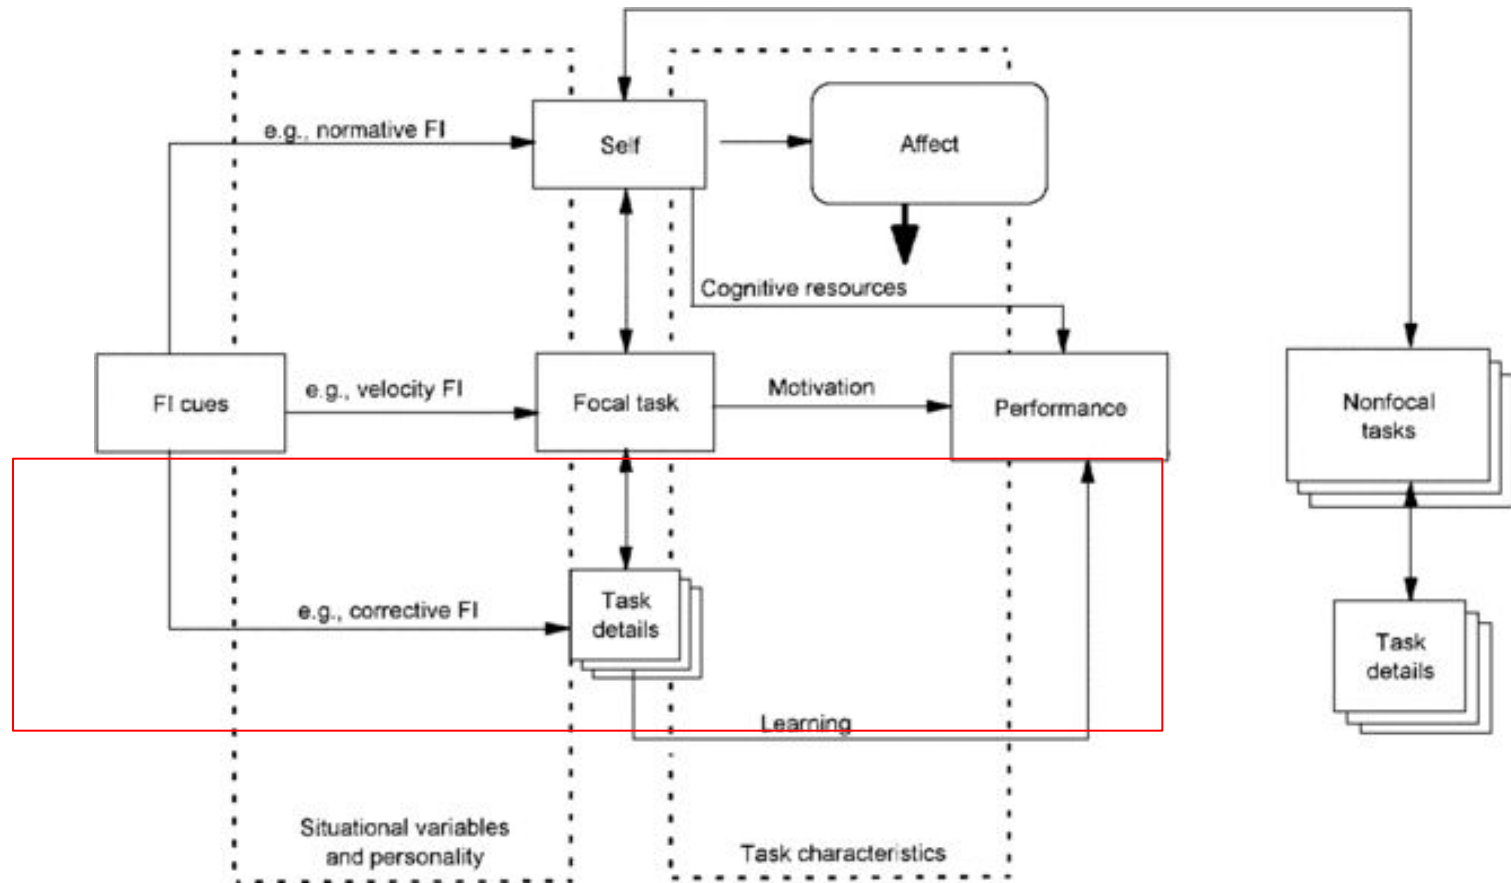 e.g., normative FI
Self
Affect
Cognitive resources
FI cues
e.g., velocity FI
Focal task
Motivation
Performance
Nonfocal
tasks
e.g., corrective FI
Task
details
Task
details
Learning
Situational variables
and personality
Task characteristics